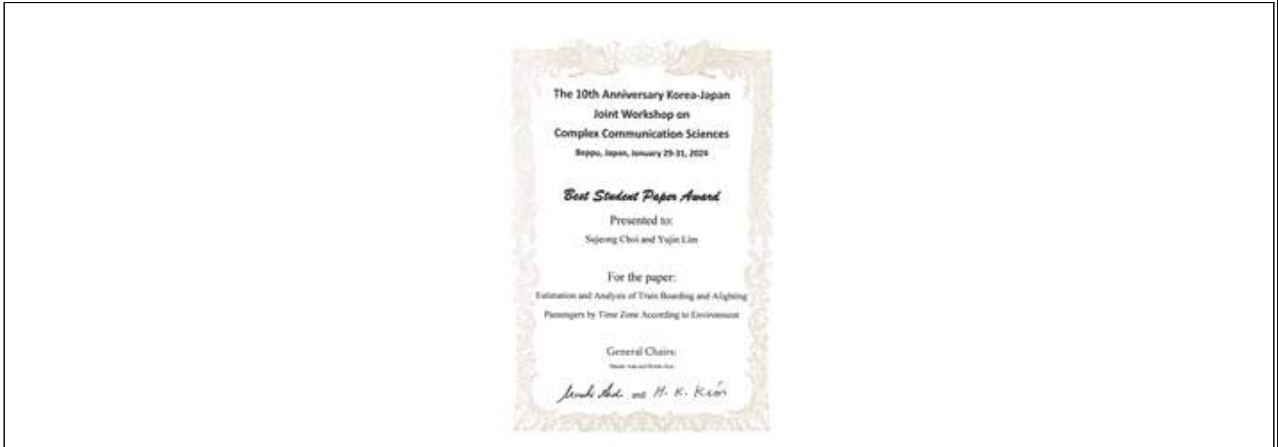 The 10th Anniversary Korea-Japan
Joint Workshop on
Complex Communication Sciences
Beppu, Japan, January 29-31, 2024
Best Student Paper Award
Presented to:
Sujeong Choi and Yujin Lim
For the paper:
Estimation and Analysis of Train Boarding and Alighting
Passengers by Time Zone According to Environment
General Chairs:
and H. K. Kim